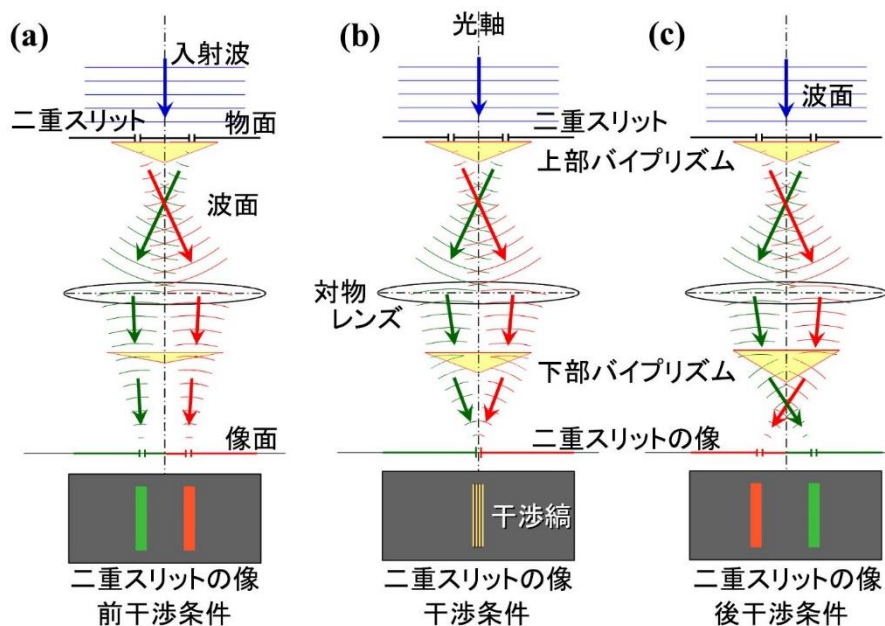 (a)
入射波
二重スリット
物面
波面
像面
二重スリットの像
前干渉条件
(b)
光軸
二重スリット
上部バイプリズム
対物
レンズ
下部バイプリズム
二重スリットの像
干渉縞
二重スリットの像
干渉条件
(c)
波面
二重スリットの像
後干渉条件